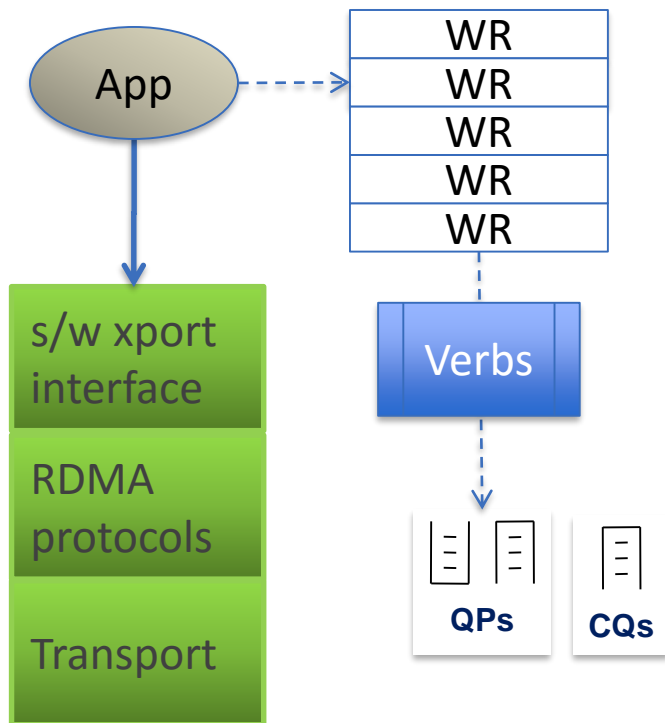 App
WR
WR
WR
WR
WR
s/w xport
interface
Verbs
RDMA
protocols
QPs
CQs
Transport